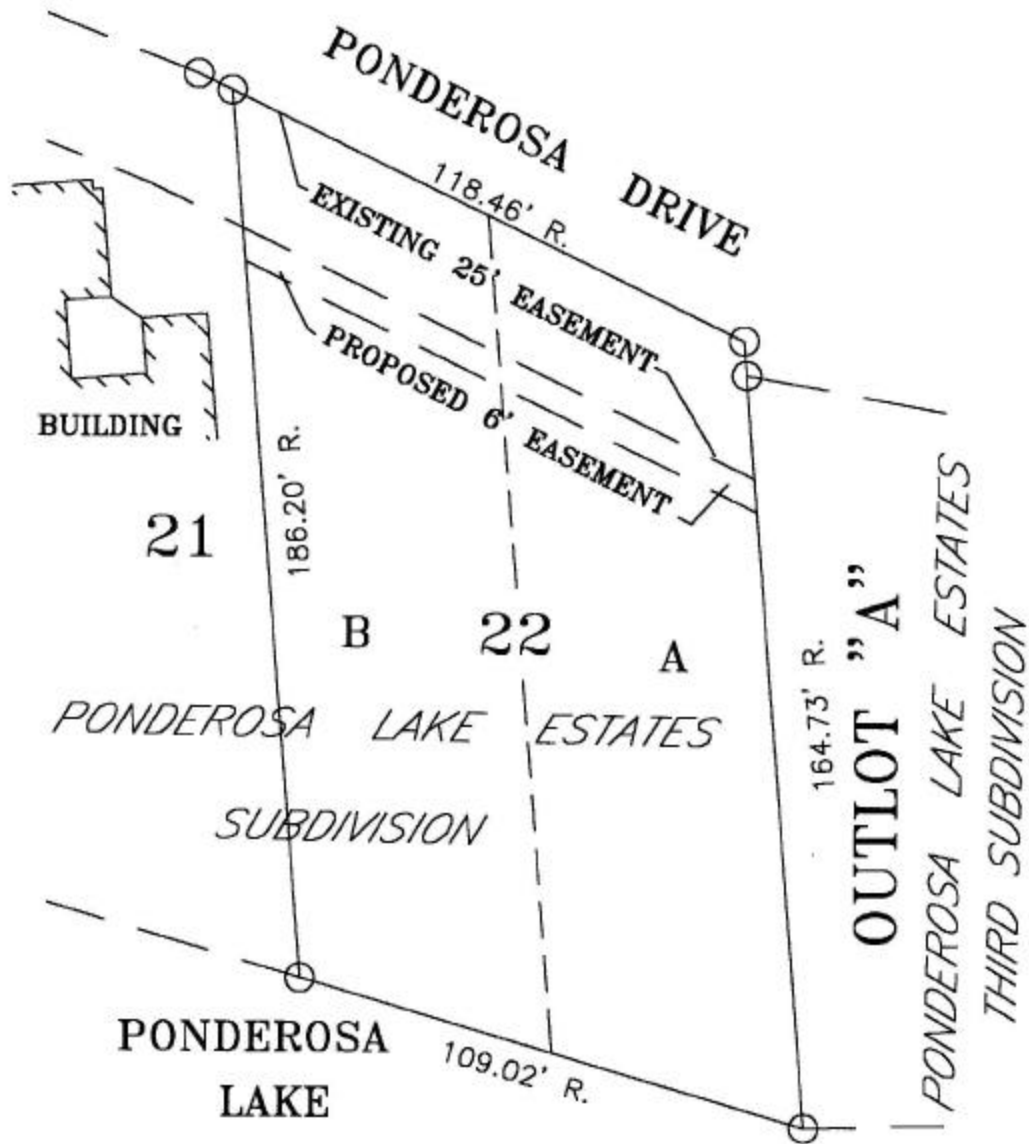 PONDEROSA DRIVE
118.46' R.
EXISTING 25' EASEMENT
PROPOSED 6' EASEMENT
BUILDING
21
186.20' R.
B
22
A
164.73' R.
OUTLOT "A"
PONDEROSA LAKE ESTATES
THIRD SUBDIVISION
PONDEROSA LAKE ESTATES
SUBDIVISION
PONDEROSA
LAKE
109.02' R.